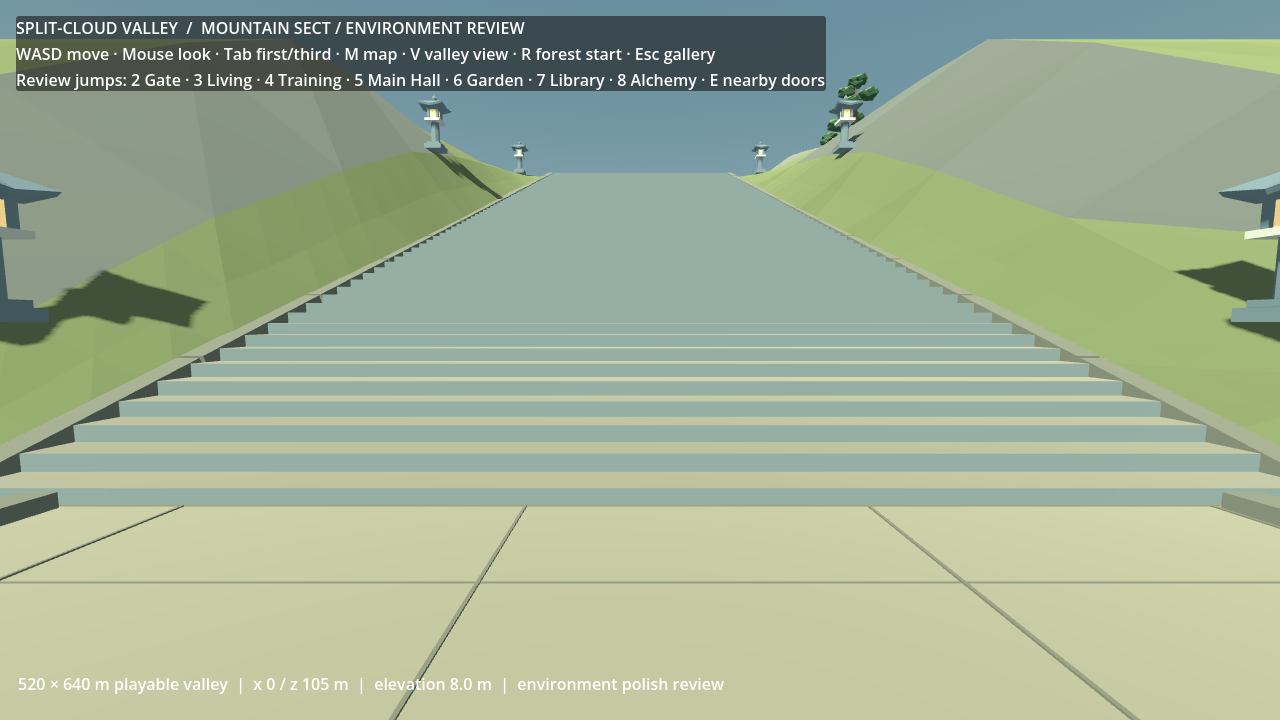 SPLIT-CLOUD VALLEY / MOUNTAIN SECT / ENVIRONMENT REVIEW
WASD move · Mouse look · Tab first/third · M map · V valley view · R forest start · Esc gallery
Review jumps: 2 Gate · 3 Living · 4 Training · 5 Main Hall · 6 Garden · 7 Library · 8 Alchemy · E nearby doors
520 × 640 m playable valley | x 0 / z 105 m | elevation 8.0 m | environment polish review